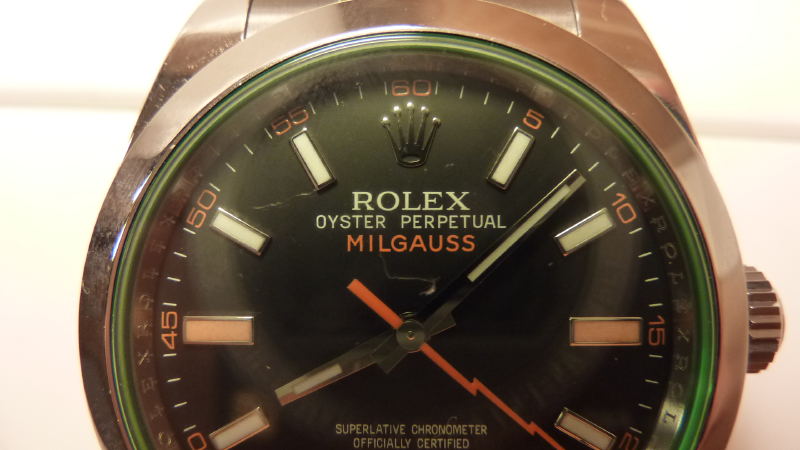 60
55
5
50
10
ROLEX
OYSTER PERPETUAL
MILGAUSS
45
15
SUPERLATIVE CHRONOMETER
OFFICIALLY CERTIFIED